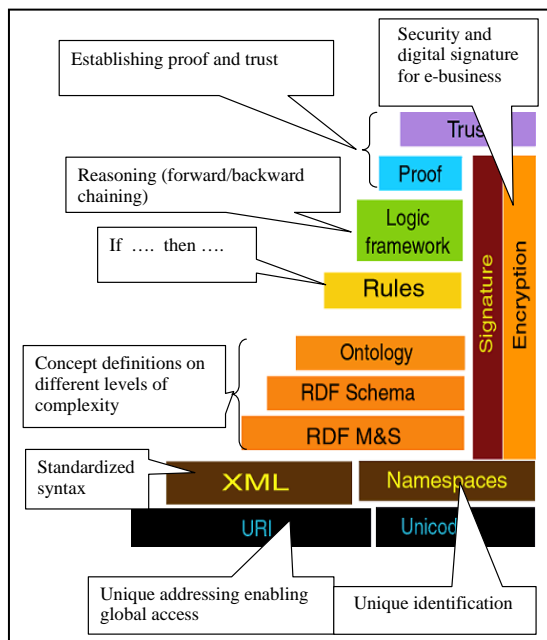 Security and
digital signature
for e-business
Establishing proof and trust
Trus
Reasoning (forward/backward
chaining)
Proof
Logic
framework
If …. then ….
Rules
Signature
Encryption
Concept definitions on
different levels of
complexity
Ontology
RDF Schema
RDF M&S
Standardized
syntax
XML
Namespaces
URI
Unicod
Unique addressing enabling
global access
Unique identification